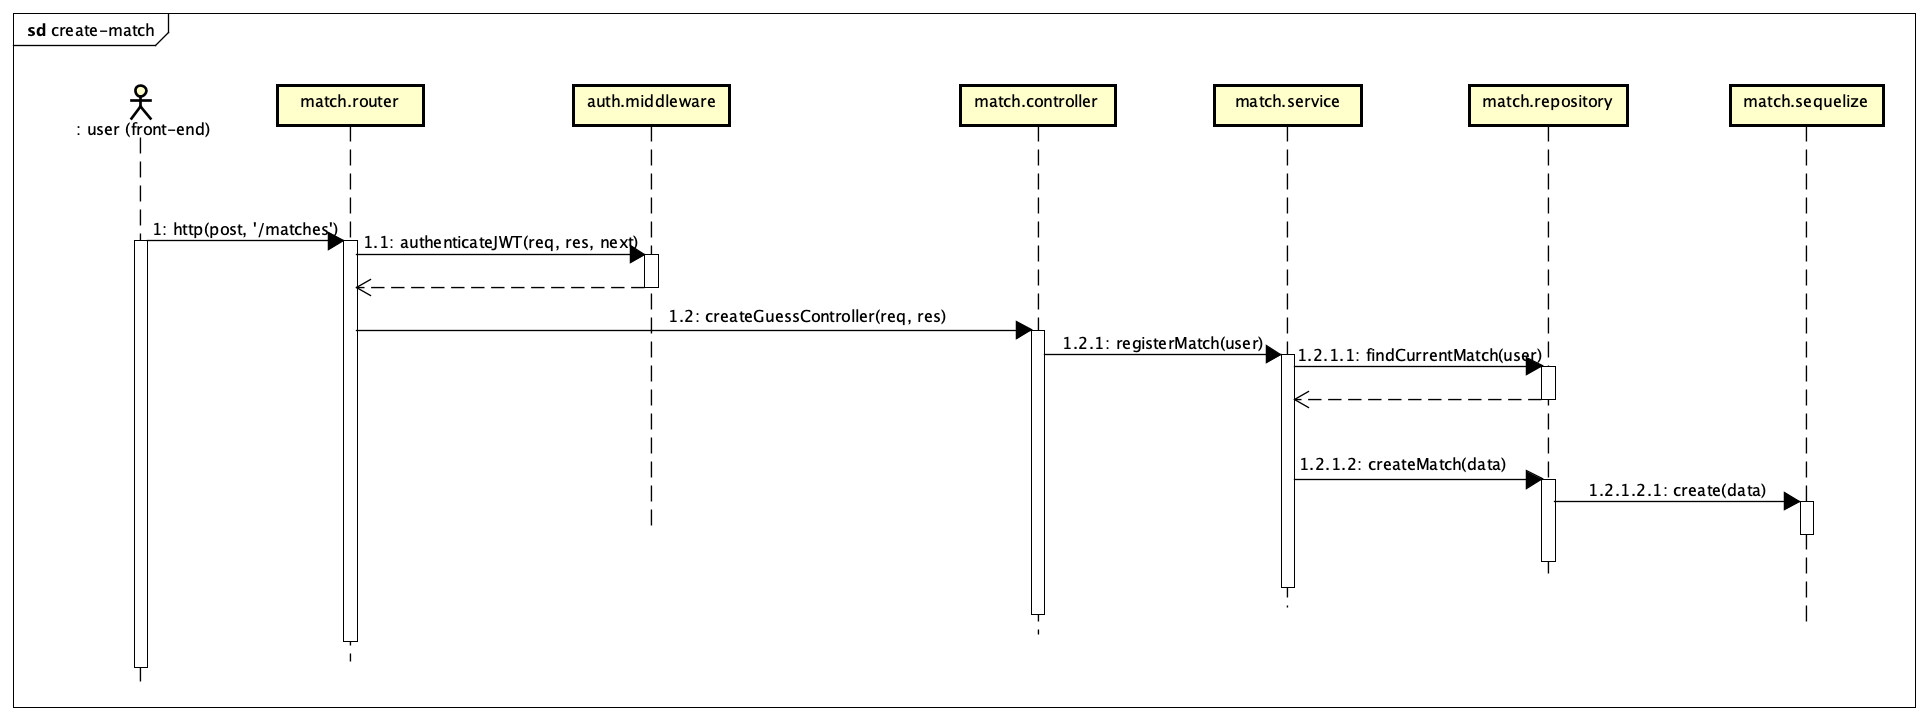 sd create-match
: user (front-end)
match.router
auth.middleware
match.controller
match.service
match.repository
match.sequelize
1: http(post, '/matches')
1.1: authenticateJWT(req, res, next)
1.2: createGuessController(req, res)
1.2.1: registerMatch(user)
1.2.1.1: findCurrentMatch(user)
1.2.1.2: createMatch(data)
1.2.1.2.1: create(data)